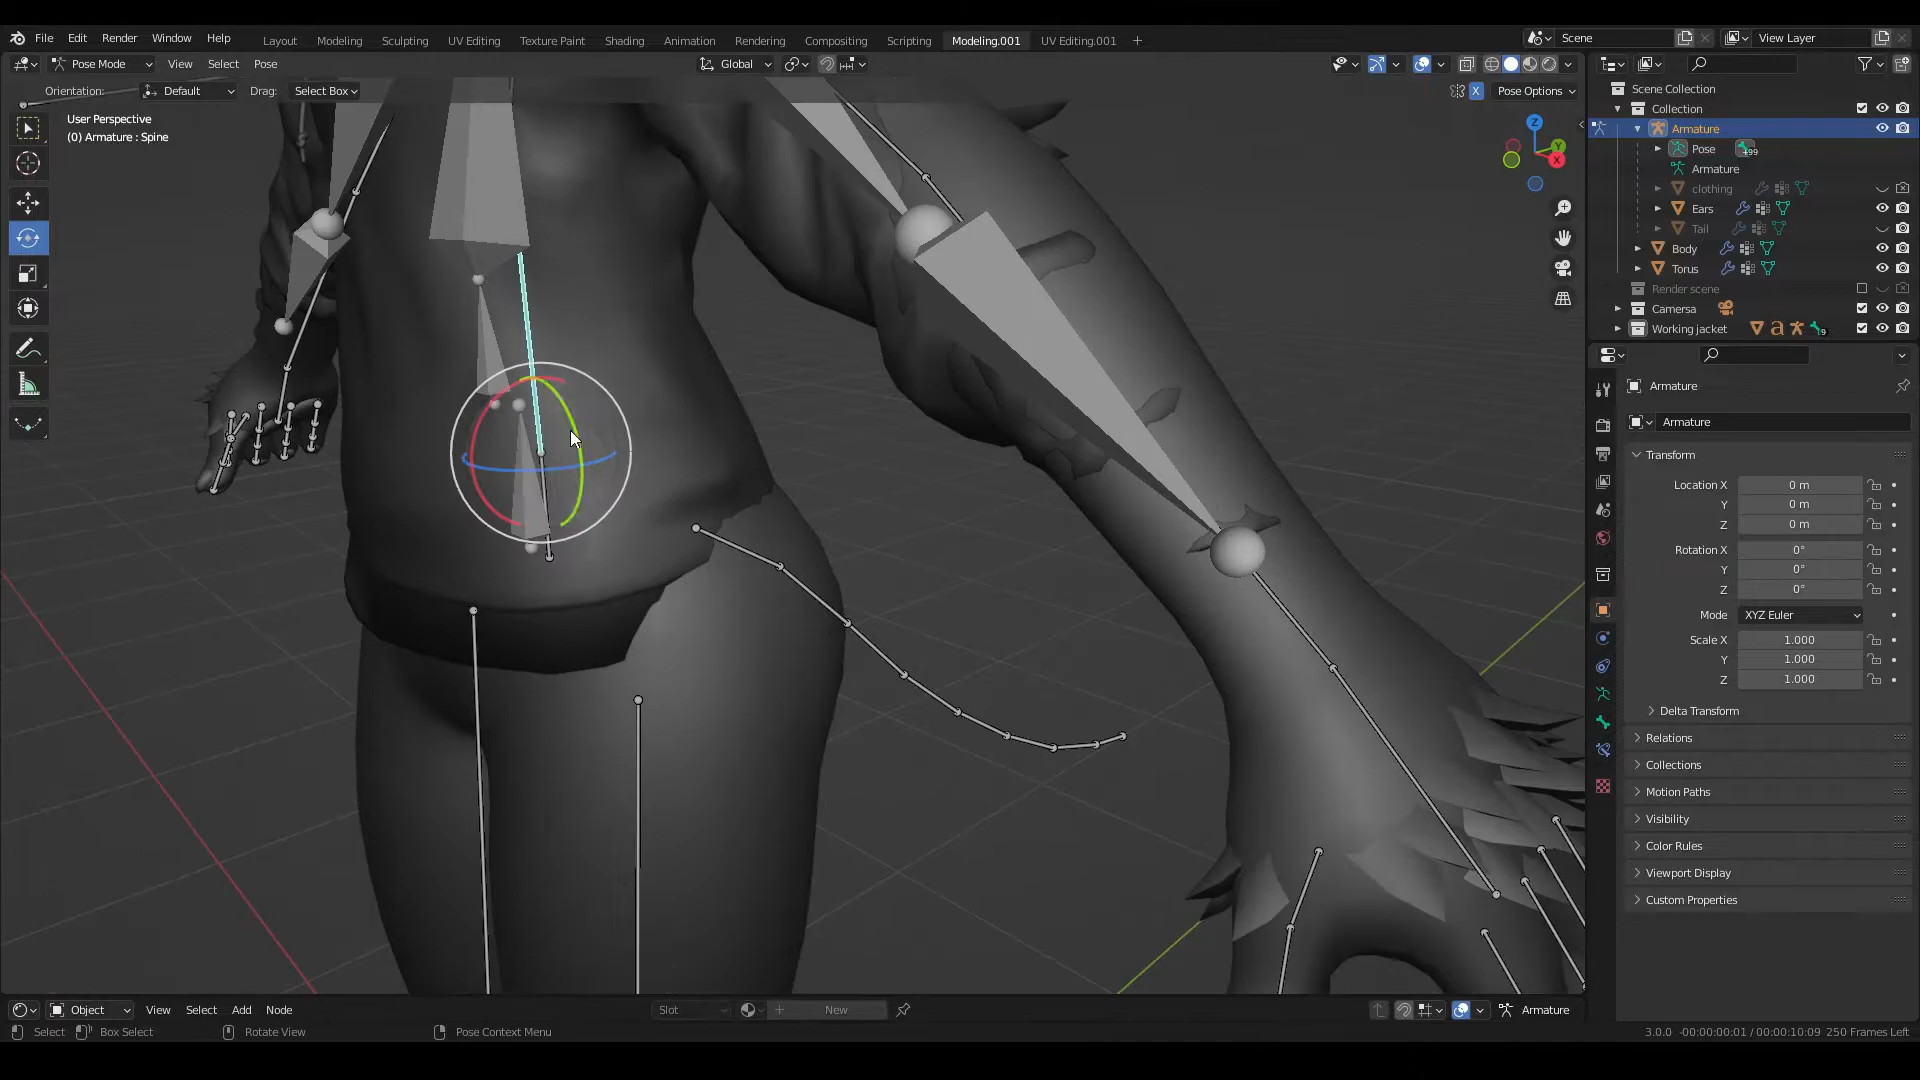 File Edit Render Window Help Layout Modeling Sculpting UV Editing Texture Paint Shading Animation Rendering Compositing Scripting Modeling.001 UV Editing.001 + Scene View Layer
Pose Mode View Select Pose Global
Orientation: Default Drag: Select Box X Pose Options
User Perspective
(0) Armature : Spine
Z
Y
X
Scene Collection
Collection
Armature
Pose +99
Armature
clothing
Ears
Tail
Body
Torus
Render scene
Camersa
Working jacket a 9
Armature
Armature
Transform
Location X 0 m
Y 0 m
Z 0 m
Rotation X 0°
Y 0°
Z 0°
Mode XYZ Euler
Scale X 1.000
Y 1.000
Z 1.000
Delta Transform
Relations
Collections
Motion Paths
Visibility
Color Rules
Viewport Display
Custom Properties
Object View Select Add Node Slot New Armature
Select Box Select Rotate View Pose Context Menu 3.0.0 -00:00:00:01 / 00:00:10:09 250 Frames Left